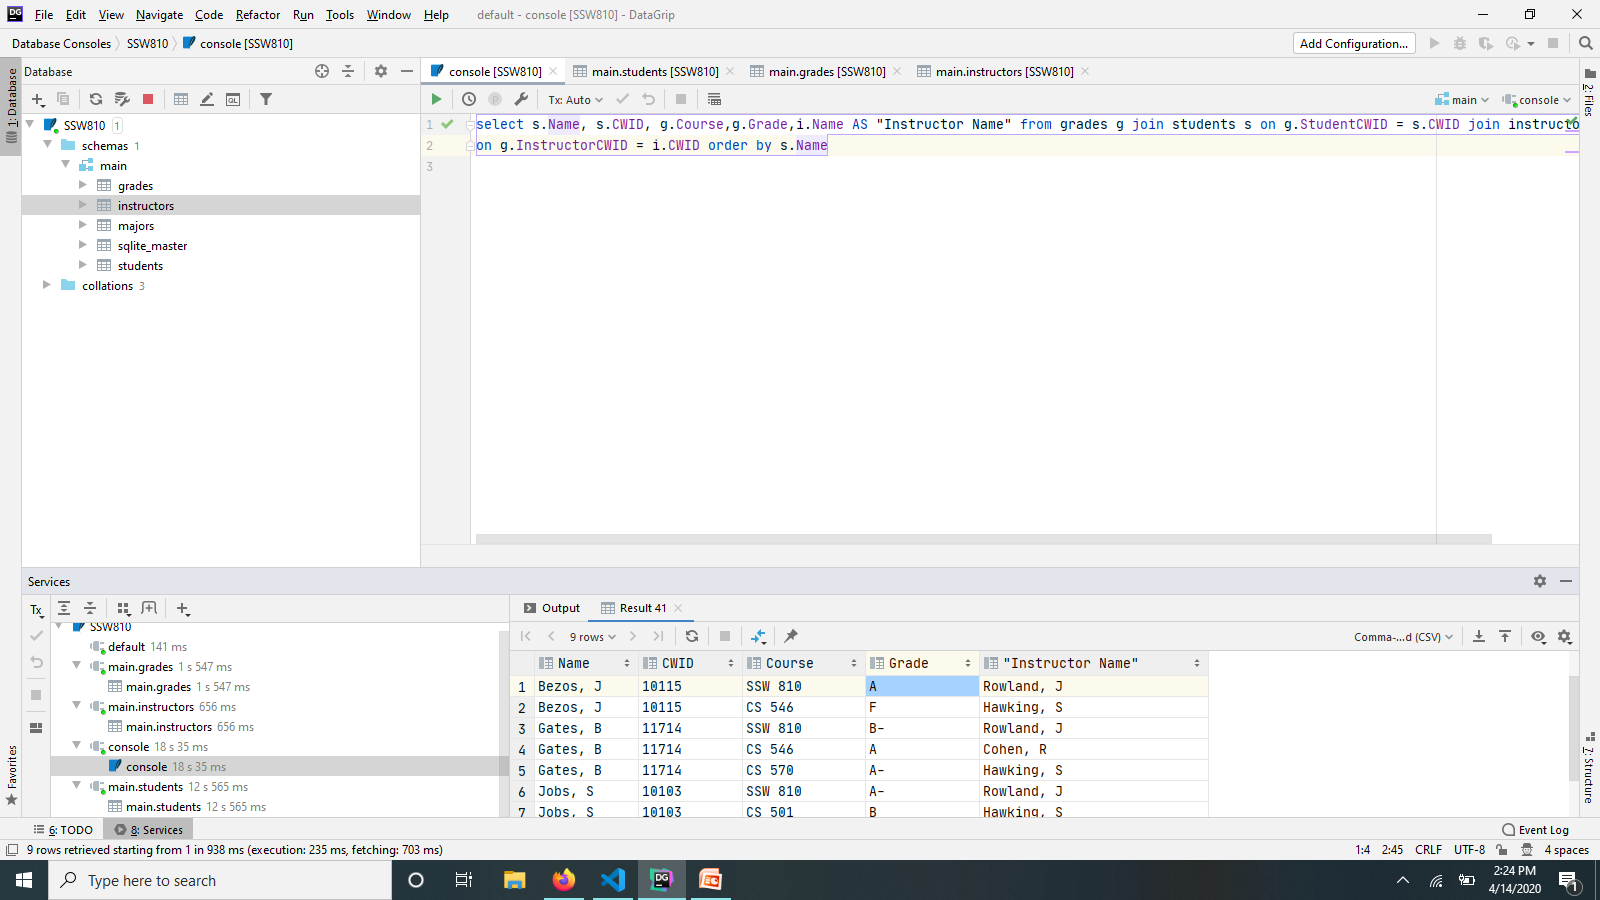 DG File Edit View Navigate Code Refactor Run Tools Window Help default - console [SSW810] - DataGrip
Database Consoles SSW810 console [SSW810] Add Configuration...
1: Database
Database
SSW810 1
schemas 1
main
grades
instructors
majors
sqlite_master
students
collations 3
console [SSW810] main.students [SSW810] main.grades [SSW810] main.instructors [SSW810]
Tx: Auto main console
1 select s.Name, s.CWID, g.Course,g.Grade,i.Name AS "Instructor Name" from grades g join students s on g.StudentCWID = s.CWID join instructo
2 on g.InstructorCWID = i.CWID order by s.Name
3
2: Files
7: Structure
Favorites
Services
Tx
SSW810
default 141 ms
main.grades 1 s 547 ms
main.grades 1 s 547 ms
main.instructors 656 ms
main.instructors 656 ms
console 18 s 35 ms
console 18 s 35 ms
main.students 12 s 565 ms
main.students 12 s 565 ms
Output Result 41
9 rows Comma-...d (CSV)
Name CWID Course Grade "Instructor Name"
1 Bezos, J 10115 SSW 810 A Rowland, J
2 Bezos, J 10115 CS 546 F Hawking, S
3 Gates, B 11714 SSW 810 B- Rowland, J
4 Gates, B 11714 CS 546 A Cohen, R
5 Gates, B 11714 CS 570 A- Hawking, S
6 Jobs, S 10103 SSW 810 A- Rowland, J
7 Jobs, S 10103 CS 501 B Hawking, S
6: TODO 8: Services Event Log
9 rows retrieved starting from 1 in 938 ms (execution: 235 ms, fetching: 703 ms) 1:4 2:45 CRLF UTF-8 4 spaces
Type here to search DG
2:24 PM
4/14/2020
1